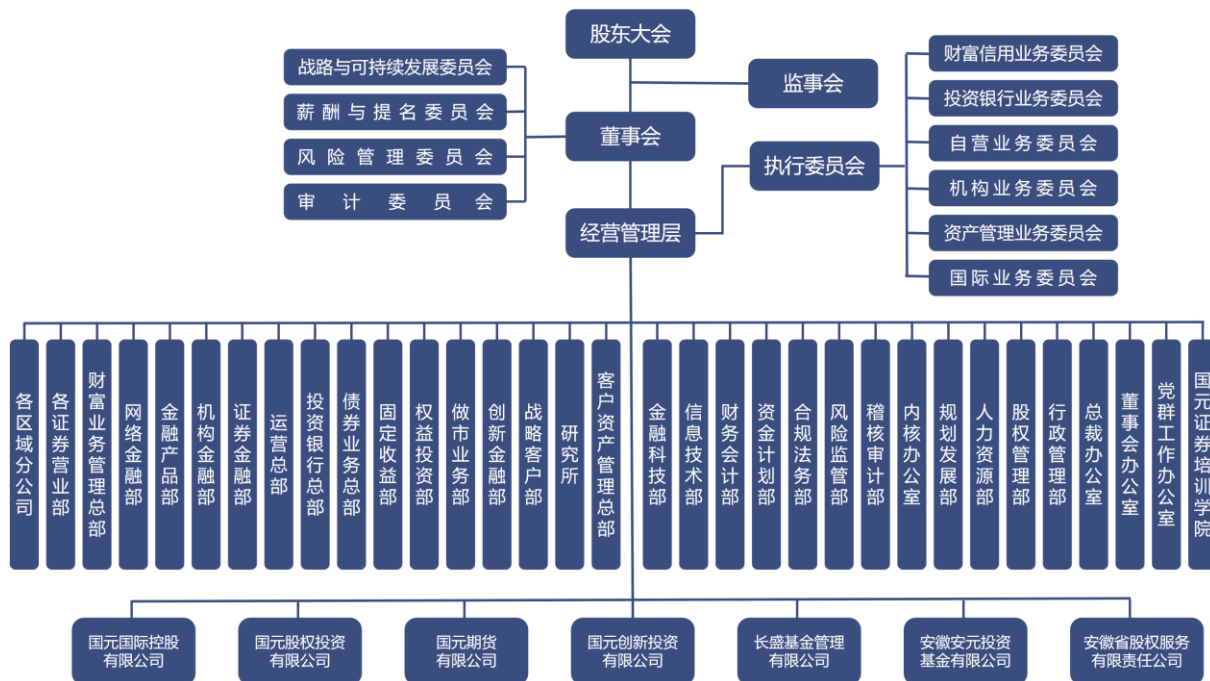 股东大会
监事会
董事会
战略与可持续发展委员会
薪酬与提名委员会
风险管理委员会
审计委员会
经营管理层
执行委员会
财富信用业务委员会
投资银行业务委员会
自营业务委员会
机构业务委员会
资产管理业务委员会
国际业务委员会
各区域分公司
各证券营业部
财富业务管理总部
网络金融部
金融产品部
机构金融部
证券金融部
运营总部
投资银行总部
债券业务总部
固定收益部
权益投资部
做市业务部
创新金融部
战略客户部
研究所
客户资产管理总部
金融科技部
信息技术部
财务会计部
资金计划部
合规法务部
风险监管部
稽核审计部
内核办公室
规划发展部
人力资源部
股权管理部
行政管理部
总裁办公室
董事会办公室
党群工作办公室
国元证券培训学院
国元国际控股
有限公司
国元股权投资
有限公司
国元期货
有限公司
国元创新投资
有限公司
长盛基金管理
有限公司
安徽安元投资
基金有限公司
安徽省股权服务
有限责任公司